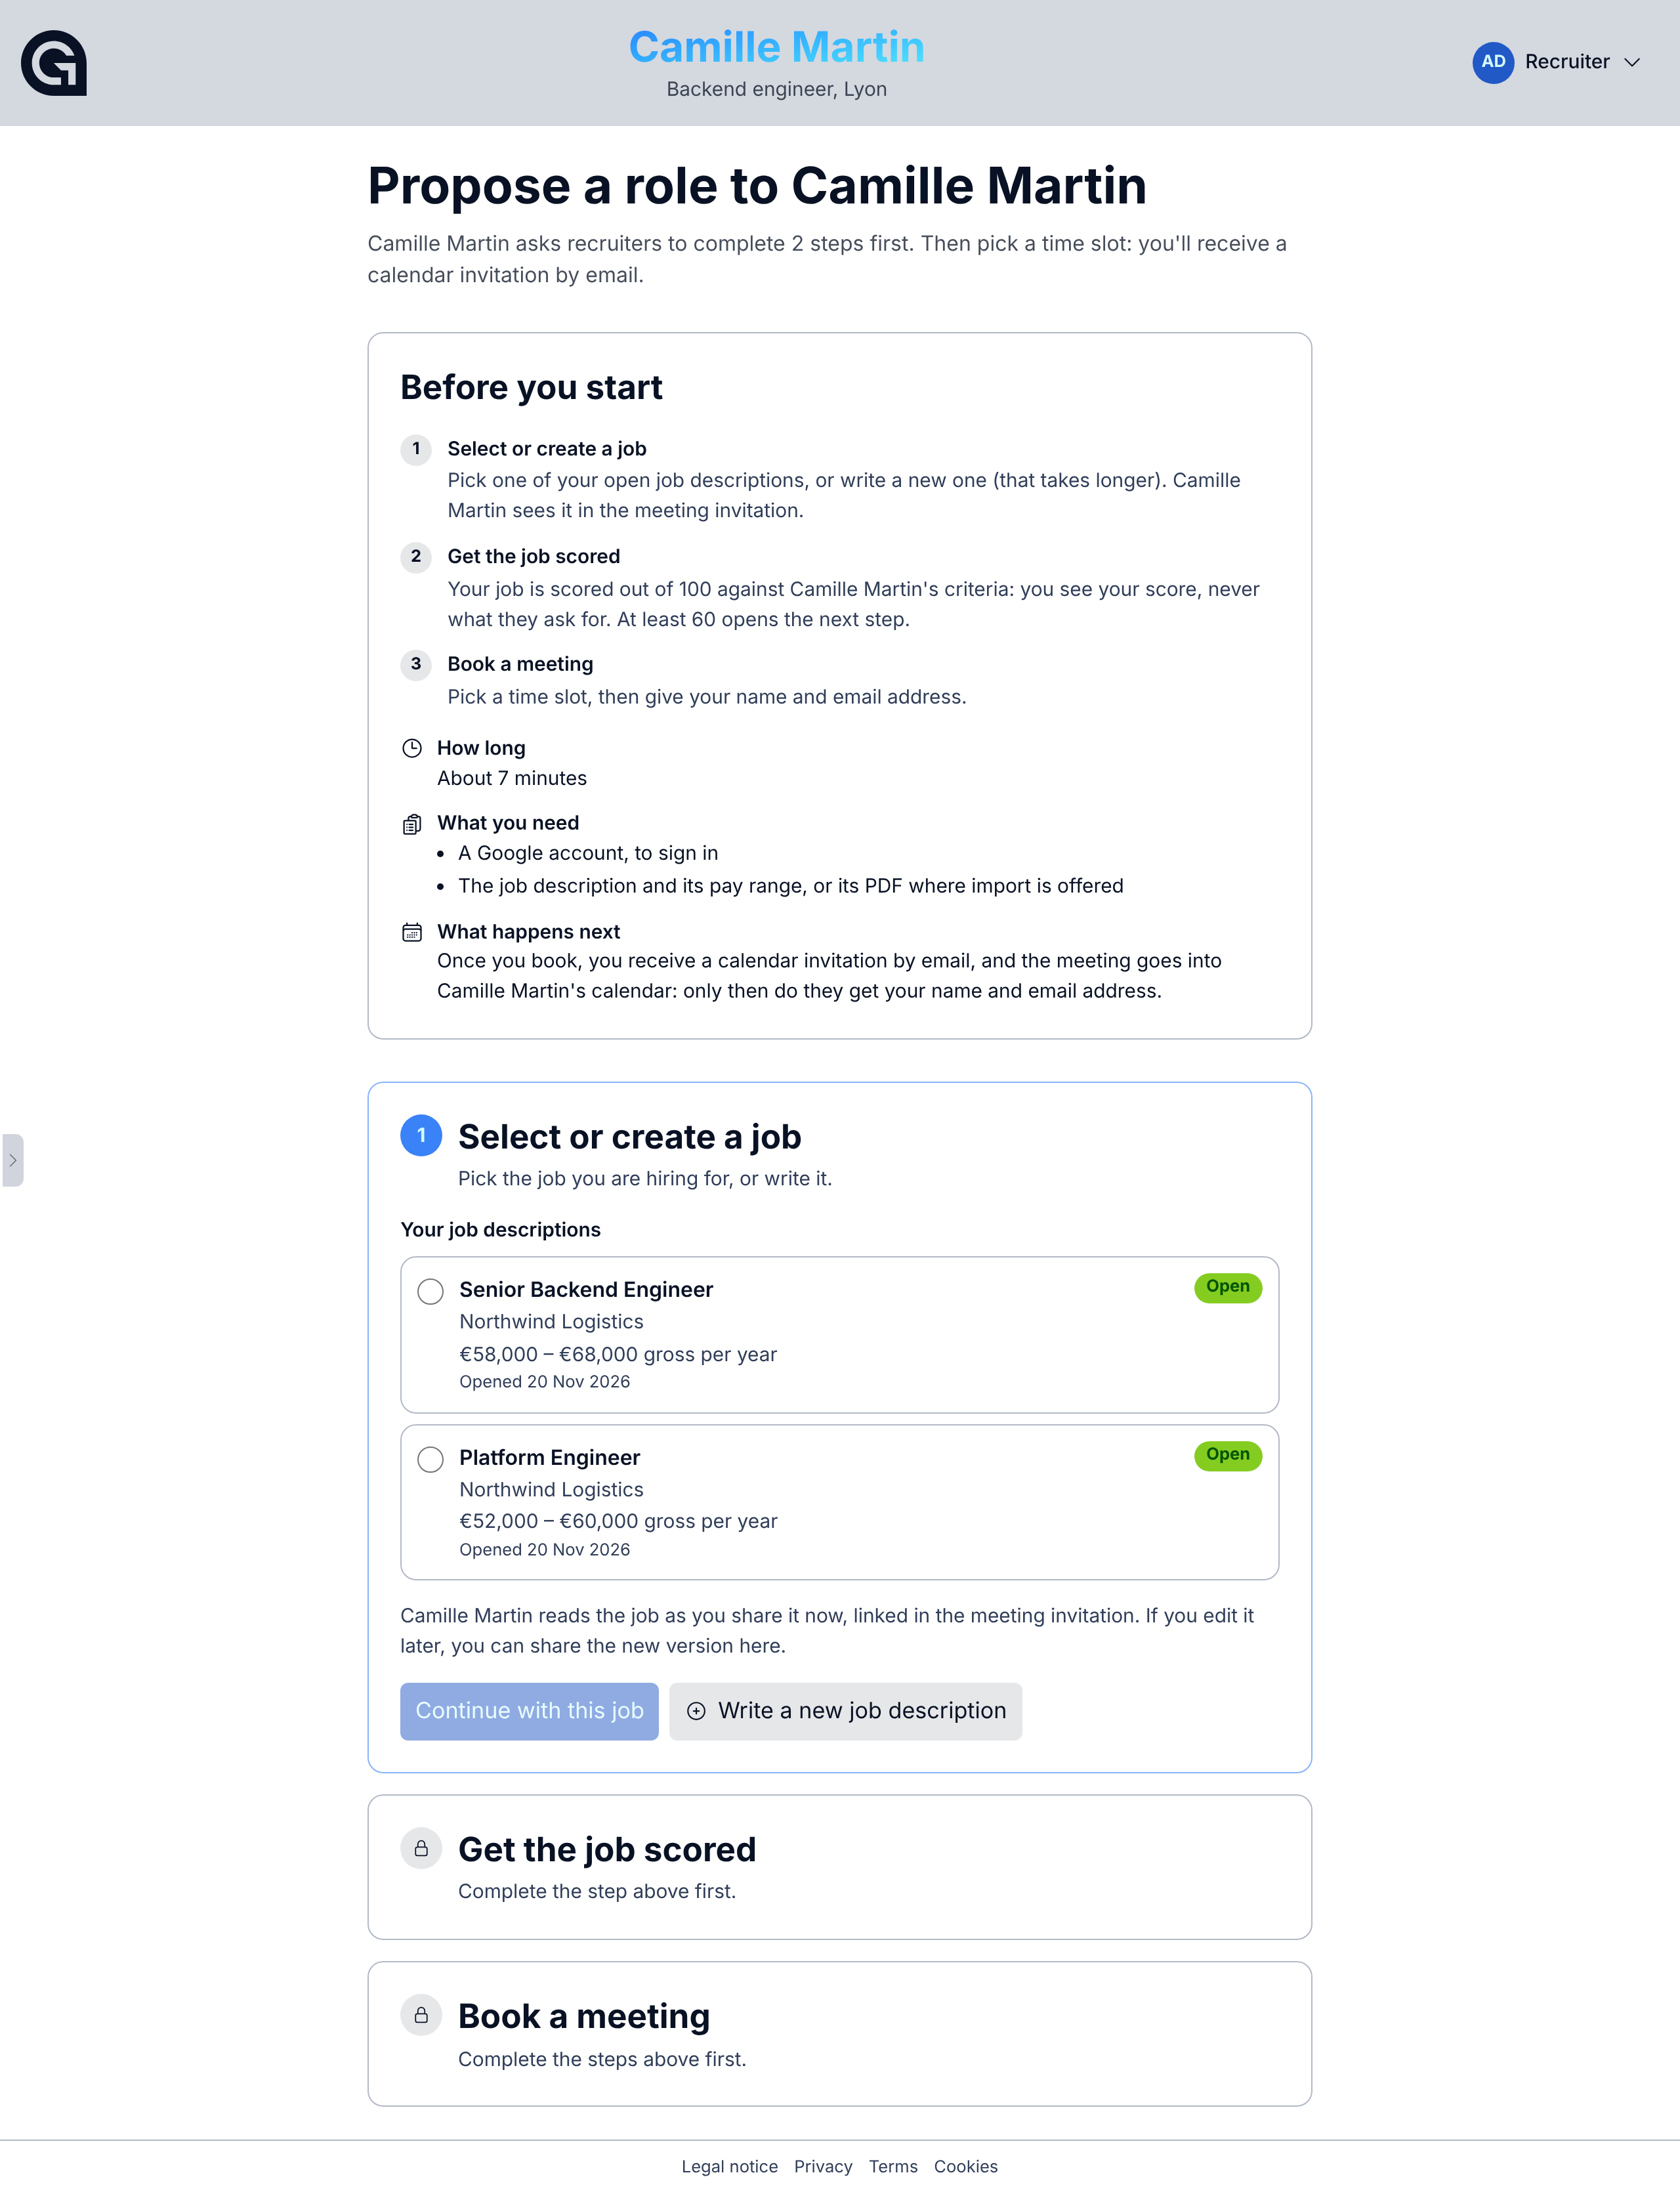 Camille Martin
Backend engineer, Lyon
AD Recruiter
Propose a role to Camille Martin
Camille Martin asks recruiters to complete 2 steps first. Then pick a time slot: you'll receive a
calendar invitation by email.
Before you start
1 Select or create a job
Pick one of your open job descriptions, or write a new one (that takes longer). Camille
Martin sees it in the meeting invitation.
2 Get the job scored
Your job is scored out of 100 against Camille Martin's criteria: you see your score, never
what they ask for. At least 60 opens the next step.
3 Book a meeting
Pick a time slot, then give your name and email address.
How long
About 7 minutes
What you need
• A Google account, to sign in
• The job description and its pay range, or its PDF where import is offered
What happens next
Once you book, you receive a calendar invitation by email, and the meeting goes into
Camille Martin's calendar: only then do they get your name and email address.
1 Select or create a job
Pick the job you are hiring for, or write it.
Your job descriptions
Senior Backend Engineer Open
Northwind Logistics
€58,000 – €68,000 gross per year
Opened 20 Nov 2026
Platform Engineer Open
Northwind Logistics
€52,000 – €60,000 gross per year
Opened 20 Nov 2026
Camille Martin reads the job as you share it now, linked in the meeting invitation. If you edit it
later, you can share the new version here.
Continue with this job Write a new job description
Get the job scored
Complete the step above first.
Book a meeting
Complete the steps above first.
Legal notice Privacy Terms Cookies